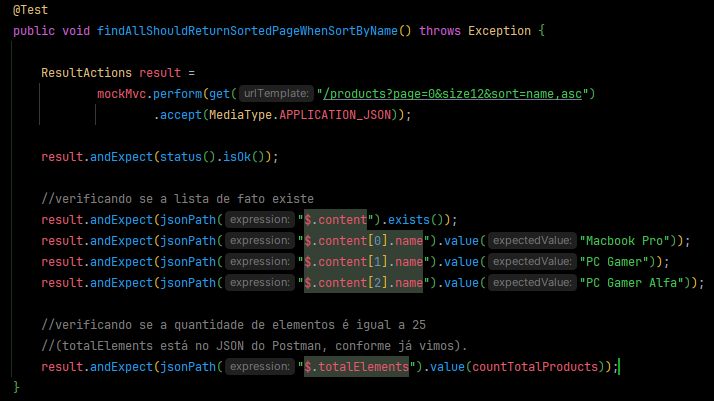 @Test
public void findAllShouldReturnSortedPageWhenSortByName() throws Exception {
ResultActions result =
mockMvc.perform(get( urlTemplate: "/products?page=0&size12&sort=name,asc")
.accept(MediaType.APPLICATION_JSON));
result.andExpect(status().isOk());
//verificando se a lista de fato existe
result.andExpect(jsonPath( expression: "$.content").exists());
result.andExpect(jsonPath( expression: "$.content[0].name").value( expectedValue: "Macbook Pro"));
result.andExpect(jsonPath( expression: "$.content[1].name").value( expectedValue: "PC Gamer"));
result.andExpect(jsonPath( expression: "$.content[2].name").value( expectedValue: "PC Gamer Alfa"));
//verificando se a quantidade de elementos é igual a 25
//(totalElements está no JSON do Postman, conforme já vimos).
result.andExpect(jsonPath( expression: "$.totalElements").value(countTotalProducts));
}